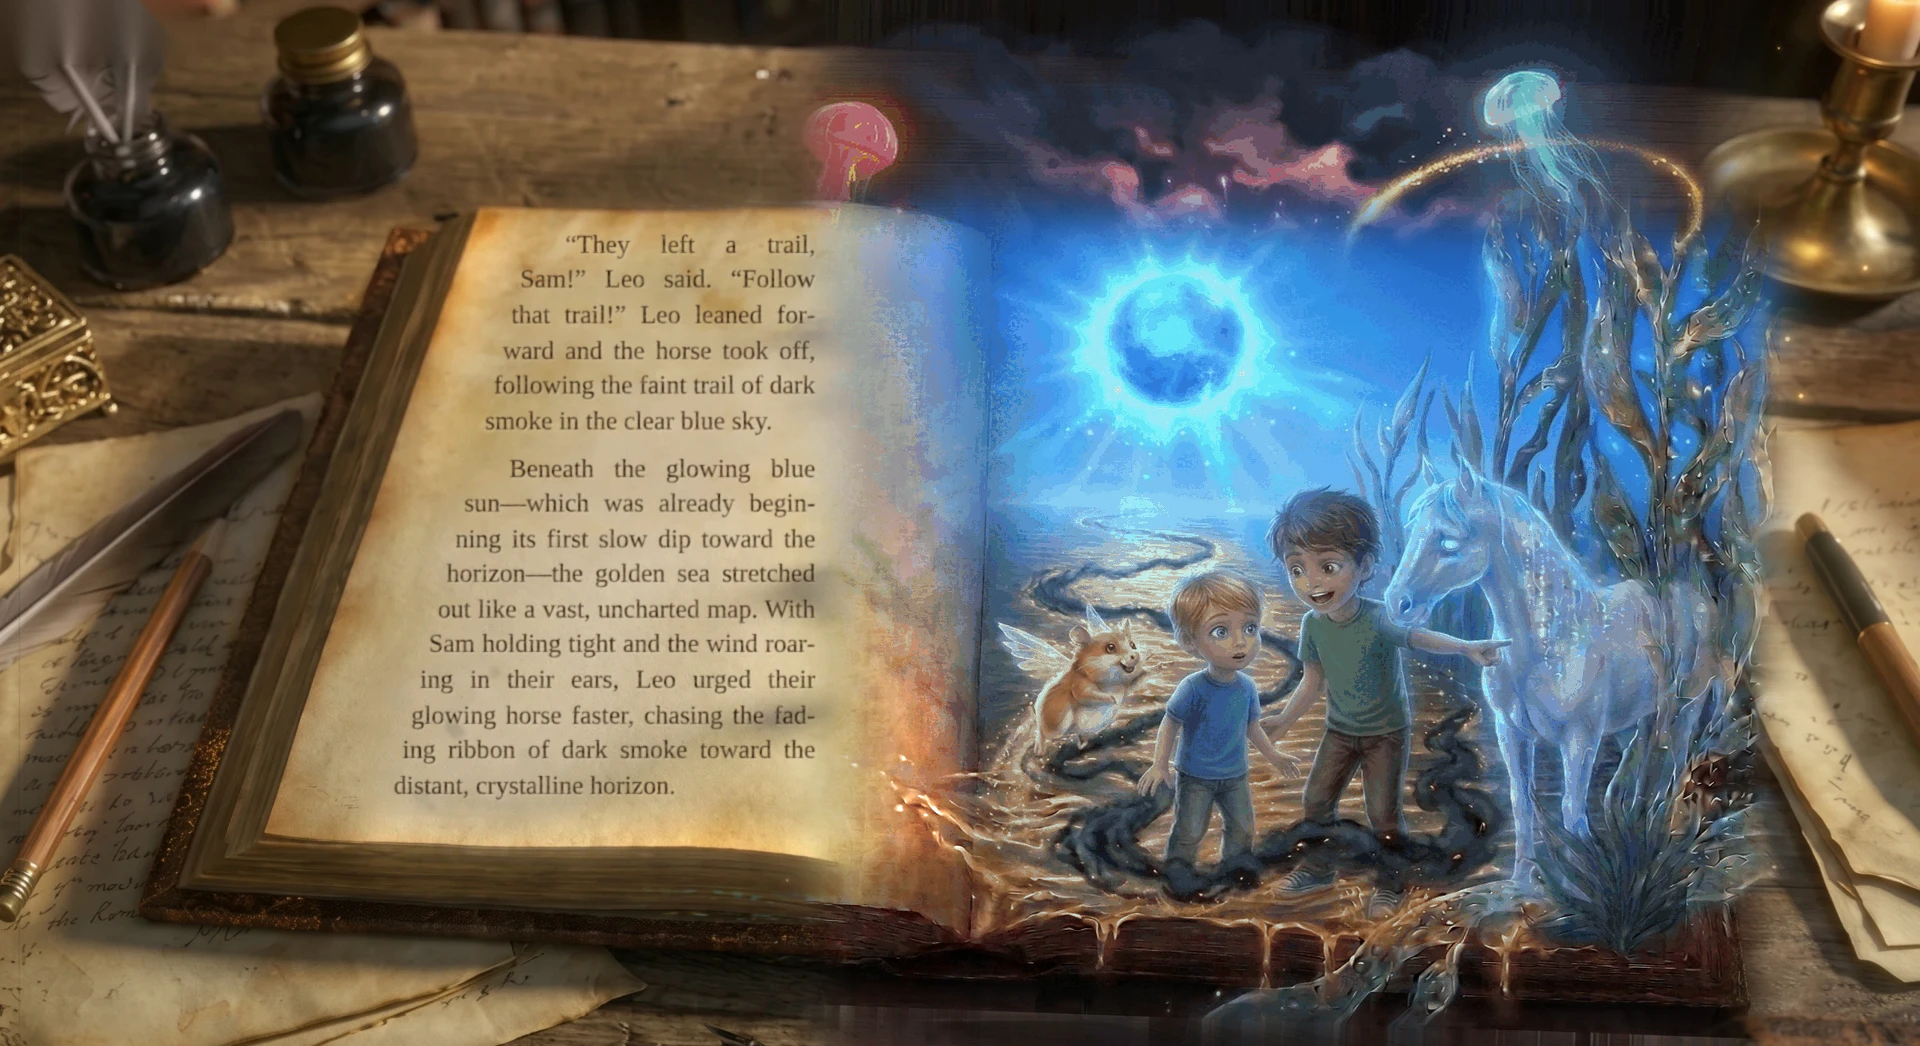 “They left a trail,
Sam!” Leo said. “Follow
that trail!” Leo leaned for-
ward and the horse took off,
following the faint trail of dark
smoke in the clear blue sky.
Beneath the glowing blue
sun—which was already begin-
ning its first slow dip toward the
horizon—the golden sea stretched
out like a vast, uncharted map. With
Sam holding tight and the wind roar-
ing in their ears, Leo urged their
glowing horse faster, chasing the fad-
ing ribbon of dark smoke toward the
distant, crystalline horizon.